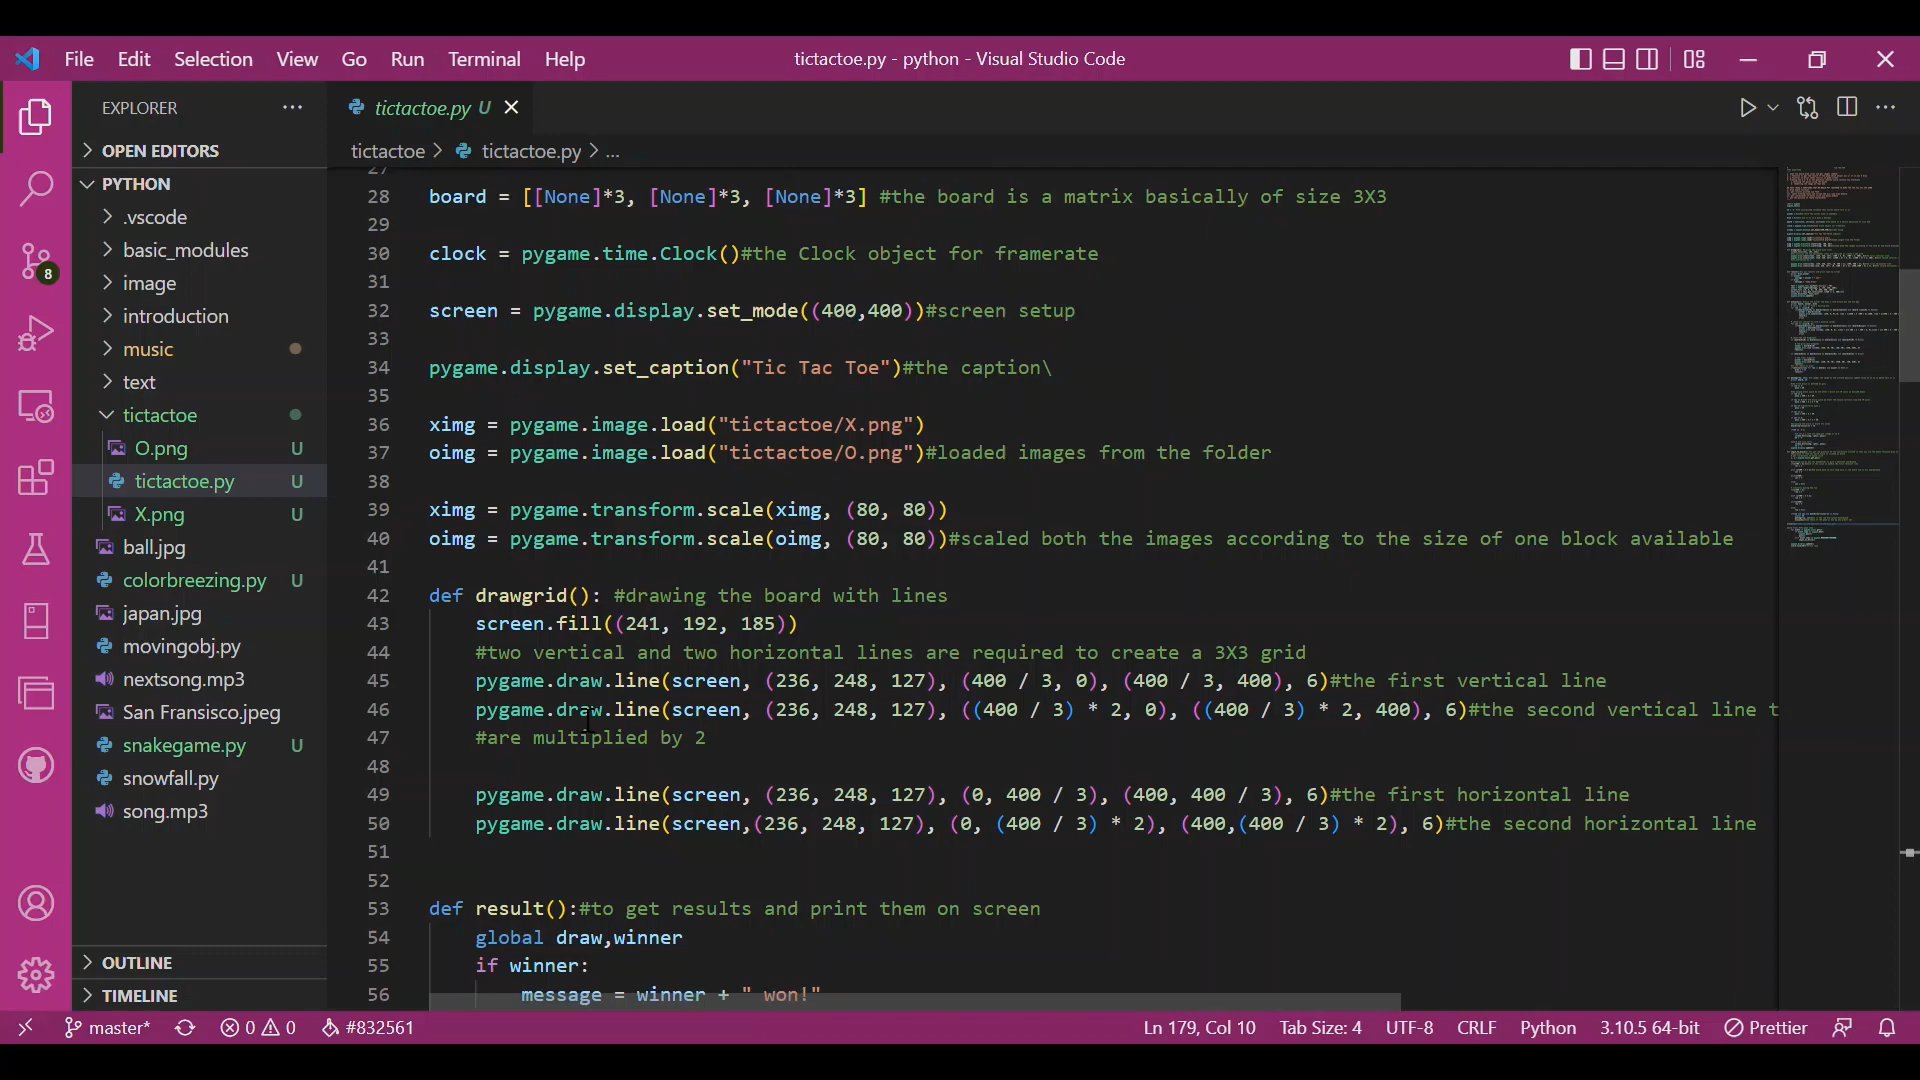 File Edit Selection View Go Run Terminal Help
tictactoe.py - python - Visual Studio Code
EXPLORER
OPEN EDITORS
PYTHON
.vscode
basic_modules
image
introduction
music
text
tictactoe
O.png U
tictactoe.py U
X.png U
ball.jpg
colorbreezing.py U
japan.jpg
movingobj.py
nextsong.mp3
San Fransisco.jpeg
snakegame.py U
snowfall.py
song.mp3
OUTLINE
TIMELINE
8
tictactoe.py U
tictactoe > tictactoe.py > ...
27
28 board = [[None]*3, [None]*3, [None]*3] #the board is a matrix basically of size 3X3
29
30 clock = pygame.time.Clock()#the Clock object for framerate
31
32 screen = pygame.display.set_mode((400,400))#screen setup
33
34 pygame.display.set_caption("Tic Tac Toe")#the caption\
35
36 ximg = pygame.image.load("tictactoe/X.png")
37 oimg = pygame.image.load("tictactoe/O.png")#loaded images from the folder
38
39 ximg = pygame.transform.scale(ximg, (80, 80))
40 oimg = pygame.transform.scale(oimg, (80, 80))#scaled both the images according to the size of one block available
41
42 def drawgrid(): #drawing the board with lines
43 screen.fill((241, 192, 185))
44 #two vertical and two horizontal lines are required to create a 3X3 grid
45 pygame.draw.line(screen, (236, 248, 127), (400 / 3, 0), (400 / 3, 400), 6)#the first vertical line
46 pygame.draw.line(screen, (236, 248, 127), ((400 / 3) * 2, 0), ((400 / 3) * 2, 400), 6)#the second vertical line t
47 #are multiplied by 2
48
49 pygame.draw.line(screen, (236, 248, 127), (0, 400 / 3), (400, 400 / 3), 6)#the first horizontal line
50 pygame.draw.line(screen,(236, 248, 127), (0, (400 / 3) * 2), (400,(400 / 3) * 2), 6)#the second horizontal line
51
52
53 def result():#to get results and print them on screen
54 global draw,winner
55 if winner:
56 message = winner + " won!"
master* 0 0 #832561
Ln 179, Col 10 Tab Size: 4 UTF-8 CRLF Python 3.10.5 64-bit Prettier